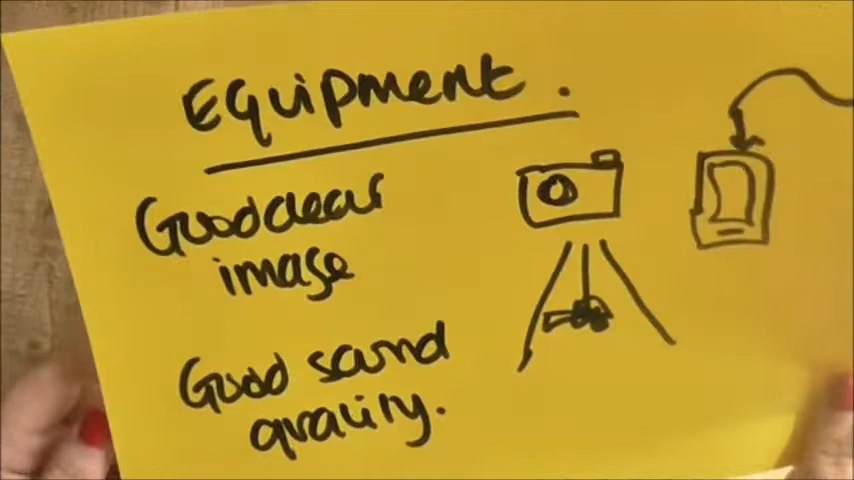 Equipment.
Good clear
image
Good sound
quality.